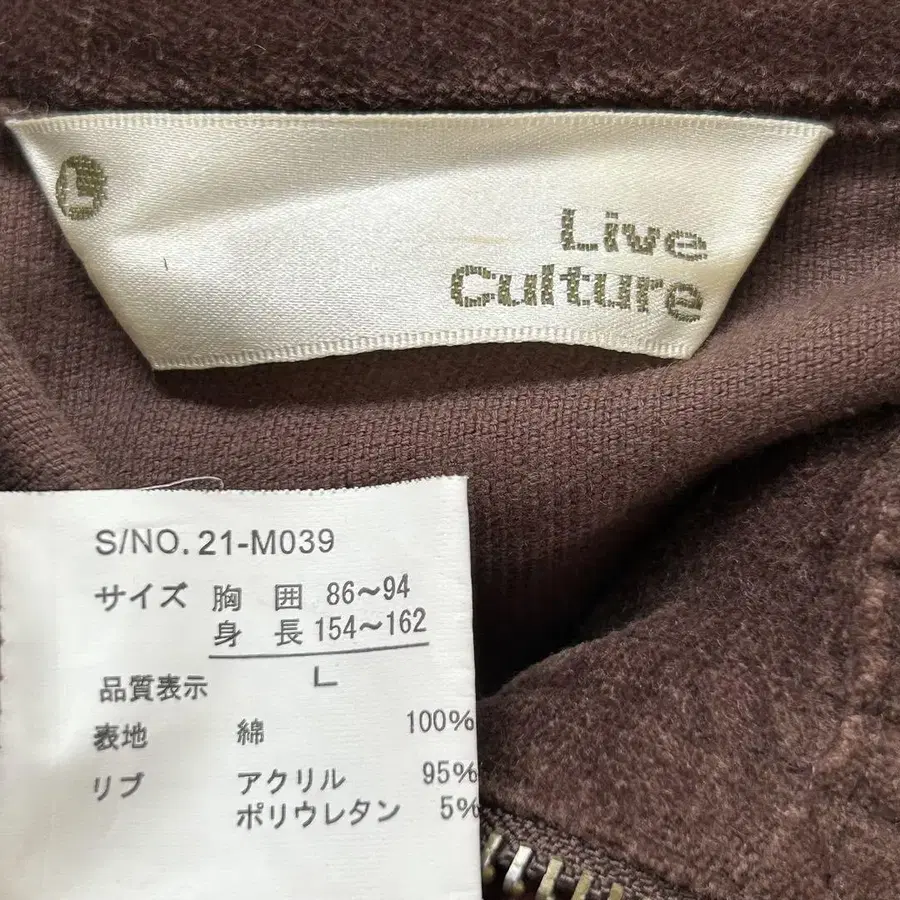 L
Live
Culture
S/NO. 21-M039
サイズ 胸 囲 86～94
身 長 154～162
L
品質表示
表地 綿 100%
リブ アクリル 95%
ポリウレタン 5%